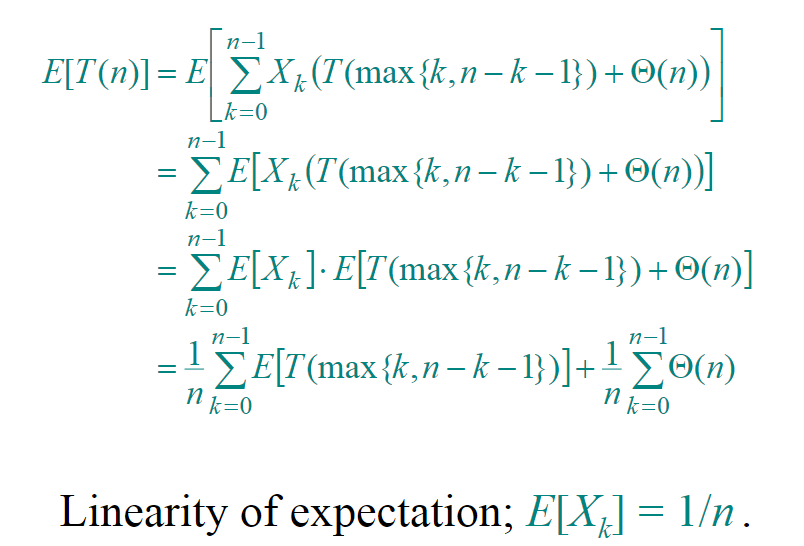 E[T(n)] = E[∑_{k=0}^{n−1} X_k (T(max{k, n − k − 1}) + Θ(n))]
= ∑_{k=0}^{n−1} E[X_k (T(max{k, n − k − 1}) + Θ(n))]
= ∑_{k=0}^{n−1} E[X_k] · E[T(max{k, n − k − 1}) + Θ(n)]
= 1/n ∑_{k=0}^{n−1} E[T(max{k, n − k − 1})] + 1/n ∑_{k=0}^{n−1} Θ(n)
Linearity of expectation; E[X_k] = 1/n .